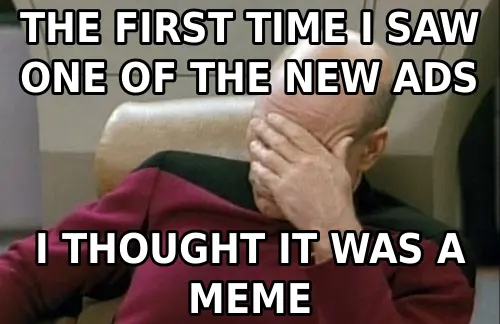 THE FIRST TIME I SAW
ONE OF THE NEW ADS
I THOUGHT IT WAS A
MEME